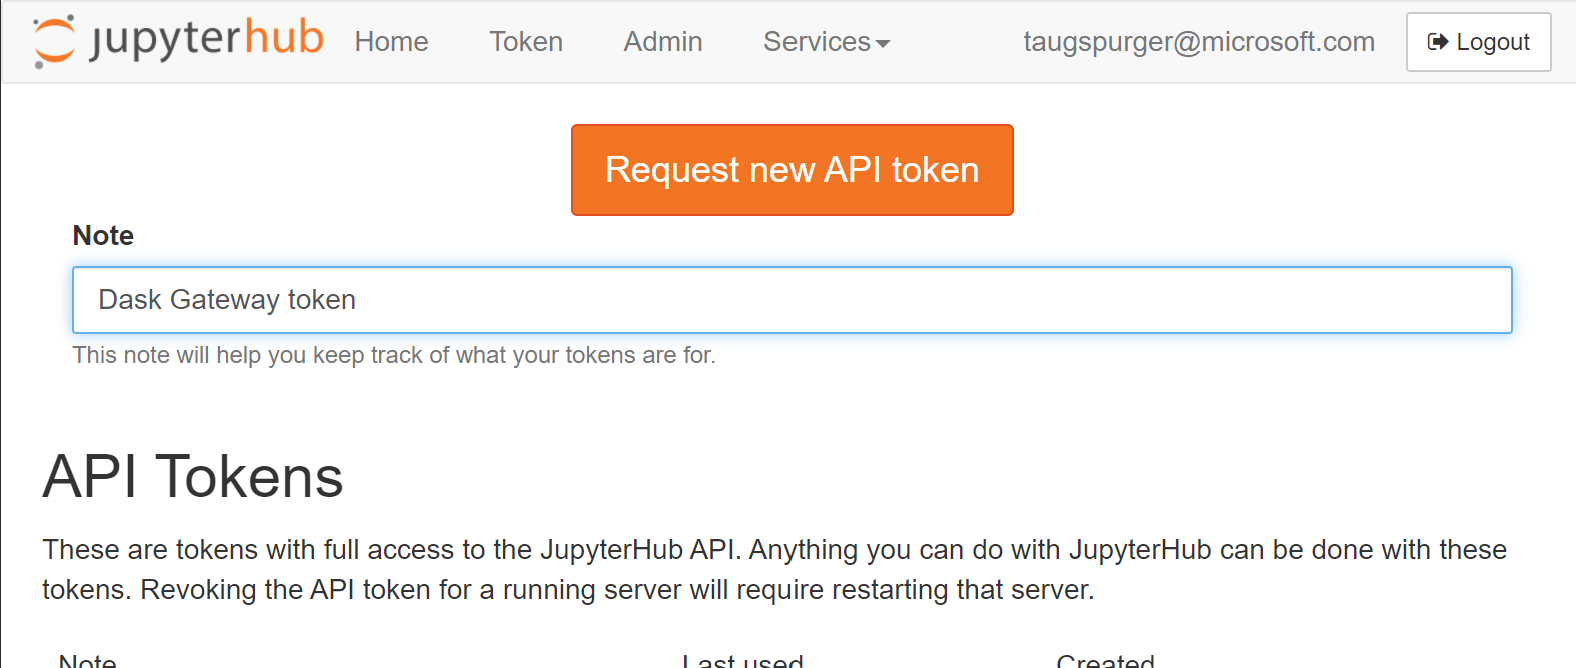 jupyterhub Home Token Admin Services taugspurger@microsoft.com Logout
Request new API token
Note
Dask Gateway token
This note will help you keep track of what your tokens are for.
API Tokens
These are tokens with full access to the JupyterHub API. Anything you can do with JupyterHub can be done with these
tokens. Revoking the API token for a running server will require restarting that server.
Note Last used Created